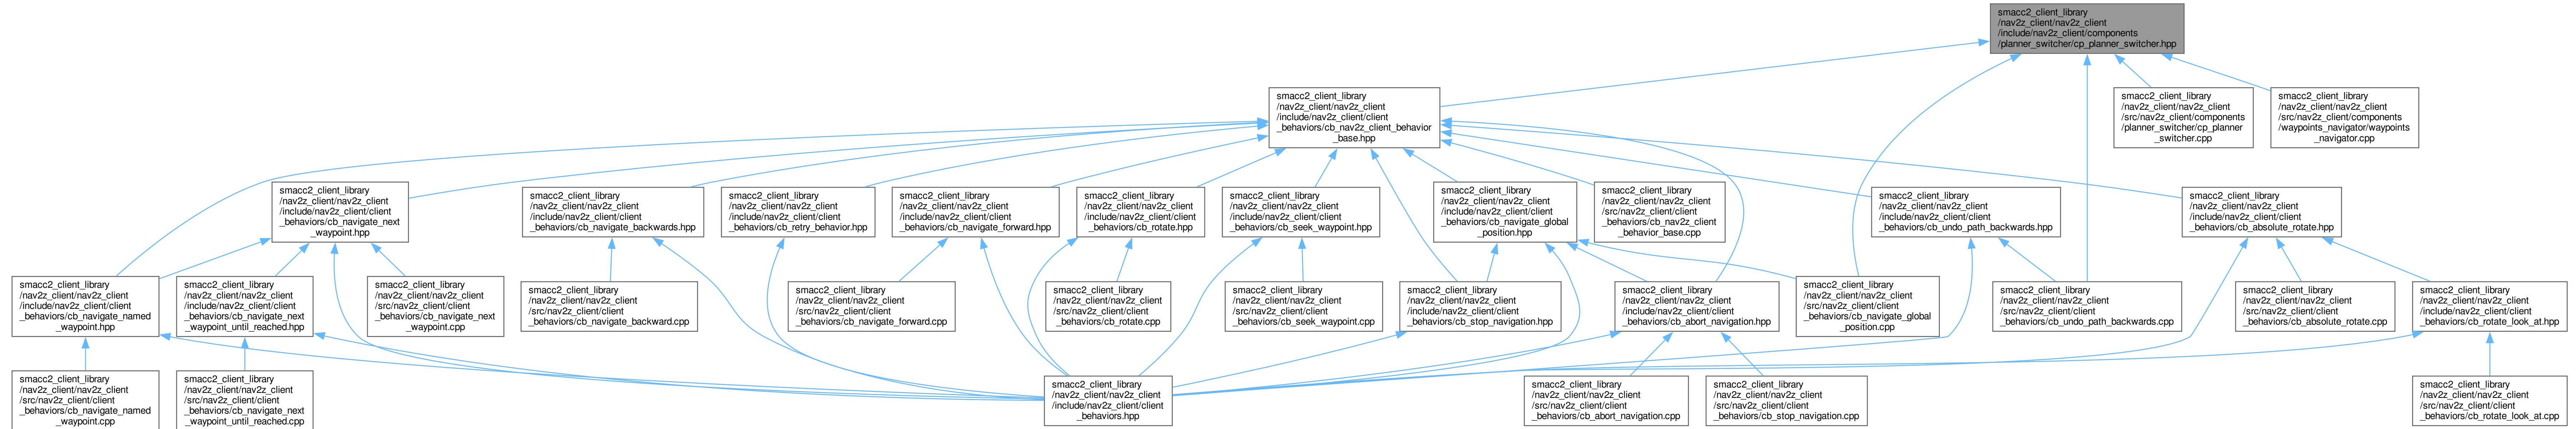 smacc2_client_library
/nav2z_client/nav2z_client
/include/nav2z_client/components
/planner_switcher/cp_planner_switcher.hpp
smacc2_client_library
/nav2z_client/nav2z_client
/include/nav2z_client/client
_behaviors/cb_nav2z_client_behavior
_base.hpp
smacc2_client_library
/nav2z_client/nav2z_client
/src/nav2z_client/components
/planner_switcher/cp_planner
_switcher.cpp
smacc2_client_library
/nav2z_client/nav2z_client
/src/nav2z_client/components
/waypoints_navigator/waypoints
_navigator.cpp
smacc2_client_library
/nav2z_client/nav2z_client
/include/nav2z_client/client
_behaviors/cb_navigate_next
_waypoint.hpp
smacc2_client_library
/nav2z_client/nav2z_client
/include/nav2z_client/client
_behaviors/cb_navigate_backwards.hpp
smacc2_client_library
/nav2z_client/nav2z_client
/include/nav2z_client/client
_behaviors/cb_retry_behavior.hpp
smacc2_client_library
/nav2z_client/nav2z_client
/include/nav2z_client/client
_behaviors/cb_navigate_forward.hpp
smacc2_client_library
/nav2z_client/nav2z_client
/include/nav2z_client/client
_behaviors/cb_rotate.hpp
smacc2_client_library
/nav2z_client/nav2z_client
/include/nav2z_client/client
_behaviors/cb_seek_waypoint.hpp
smacc2_client_library
/nav2z_client/nav2z_client
/include/nav2z_client/client
_behaviors/cb_navigate_global
_position.hpp
smacc2_client_library
/nav2z_client/nav2z_client
/src/nav2z_client/client
_behaviors/cb_nav2z_client
_behavior_base.cpp
smacc2_client_library
/nav2z_client/nav2z_client
/include/nav2z_client/client
_behaviors/cb_undo_path_backwards.hpp
smacc2_client_library
/nav2z_client/nav2z_client
/include/nav2z_client/client
_behaviors/cb_absolute_rotate.hpp
smacc2_client_library
/nav2z_client/nav2z_client
/include/nav2z_client/client
_behaviors/cb_navigate_named
_waypoint.hpp
smacc2_client_library
/nav2z_client/nav2z_client
/include/nav2z_client/client
_behaviors/cb_navigate_next
_waypoint_until_reached.hpp
smacc2_client_library
/nav2z_client/nav2z_client
/src/nav2z_client/client
_behaviors/cb_navigate_next
_waypoint.cpp
smacc2_client_library
/nav2z_client/nav2z_client
/src/nav2z_client/client
_behaviors/cb_navigate_backward.cpp
smacc2_client_library
/nav2z_client/nav2z_client
/src/nav2z_client/client
_behaviors/cb_navigate_forward.cpp
smacc2_client_library
/nav2z_client/nav2z_client
/src/nav2z_client/client
_behaviors/cb_rotate.cpp
smacc2_client_library
/nav2z_client/nav2z_client
/src/nav2z_client/client
_behaviors/cb_seek_waypoint.cpp
smacc2_client_library
/nav2z_client/nav2z_client
/include/nav2z_client/client
_behaviors/cb_stop_navigation.hpp
smacc2_client_library
/nav2z_client/nav2z_client
/include/nav2z_client/client
_behaviors/cb_abort_navigation.hpp
smacc2_client_library
/nav2z_client/nav2z_client
/src/nav2z_client/client
_behaviors/cb_navigate_global
_position.cpp
smacc2_client_library
/nav2z_client/nav2z_client
/src/nav2z_client/client
_behaviors/cb_undo_path_backwards.cpp
smacc2_client_library
/nav2z_client/nav2z_client
/src/nav2z_client/client
_behaviors/cb_absolute_rotate.cpp
smacc2_client_library
/nav2z_client/nav2z_client
/include/nav2z_client/client
_behaviors/cb_rotate_look_at.hpp
smacc2_client_library
/nav2z_client/nav2z_client
/src/nav2z_client/client
_behaviors/cb_navigate_named
_waypoint.cpp
smacc2_client_library
/nav2z_client/nav2z_client
/src/nav2z_client/client
_behaviors/cb_navigate_next
_waypoint_until_reached.cpp
smacc2_client_library
/nav2z_client/nav2z_client
/include/nav2z_client/client
_behaviors.hpp
smacc2_client_library
/nav2z_client/nav2z_client
/src/nav2z_client/client
_behaviors/cb_abort_navigation.cpp
smacc2_client_library
/nav2z_client/nav2z_client
/src/nav2z_client/client
_behaviors/cb_stop_navigation.cpp
smacc2_client_library
/nav2z_client/nav2z_client
/src/nav2z_client/client
_behaviors/cb_rotate_look_at.cpp